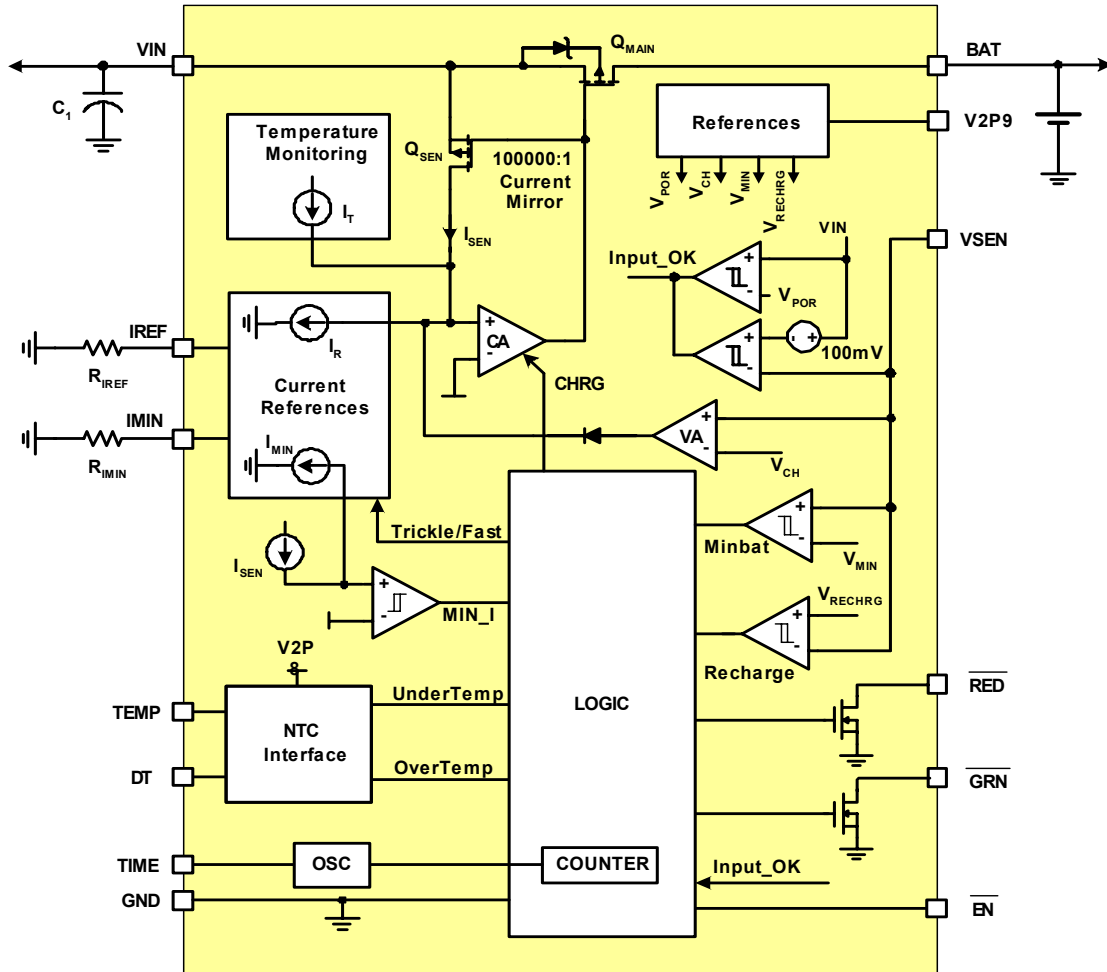 VIN
C1
QMAIN
BAT
V2P9
References
VPOR
VCH
VMIN
VRECHRG
Temperature
Monitoring
IT
QSEN
100000:1
Current
Mirror
ISEN
VSEN
VIN
Input_OK
+
-
VPOR
+
-
+
-
100mV
IREF
RIREF
IMIN
RIMIN
IR
Current
References
IMIN
+
-
CA
CHRG
+
-
VA
VCH
Trickle/Fast
ISEN
+
-
MIN_I
+
-
Minbat
VMIN
VRECHRG
+
-
Recharge
V2P
8
TEMP
DT
NTC
Interface
UnderTemp
OverTemp
LOGIC
RED
GRN
TIME
OSC
COUNTER
GND
Input_OK
EN